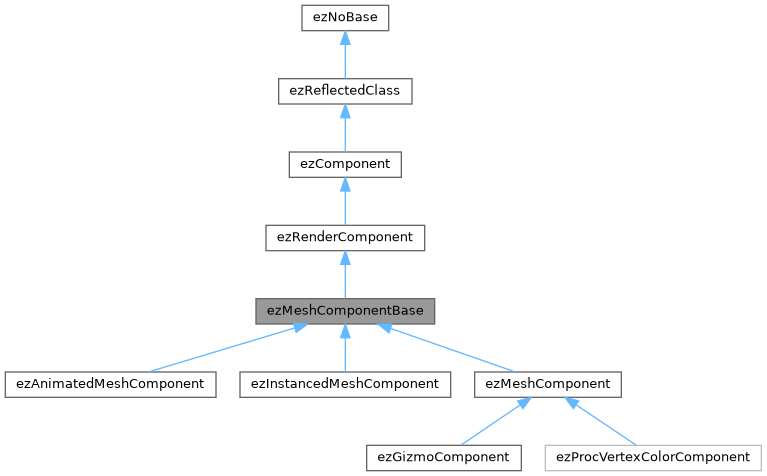 ezNoBase
ezReflectedClass
ezComponent
ezRenderComponent
ezMeshComponentBase
ezAnimatedMeshComponent
ezInstancedMeshComponent
ezMeshComponent
ezGizmoComponent
ezProcVertexColorComponent